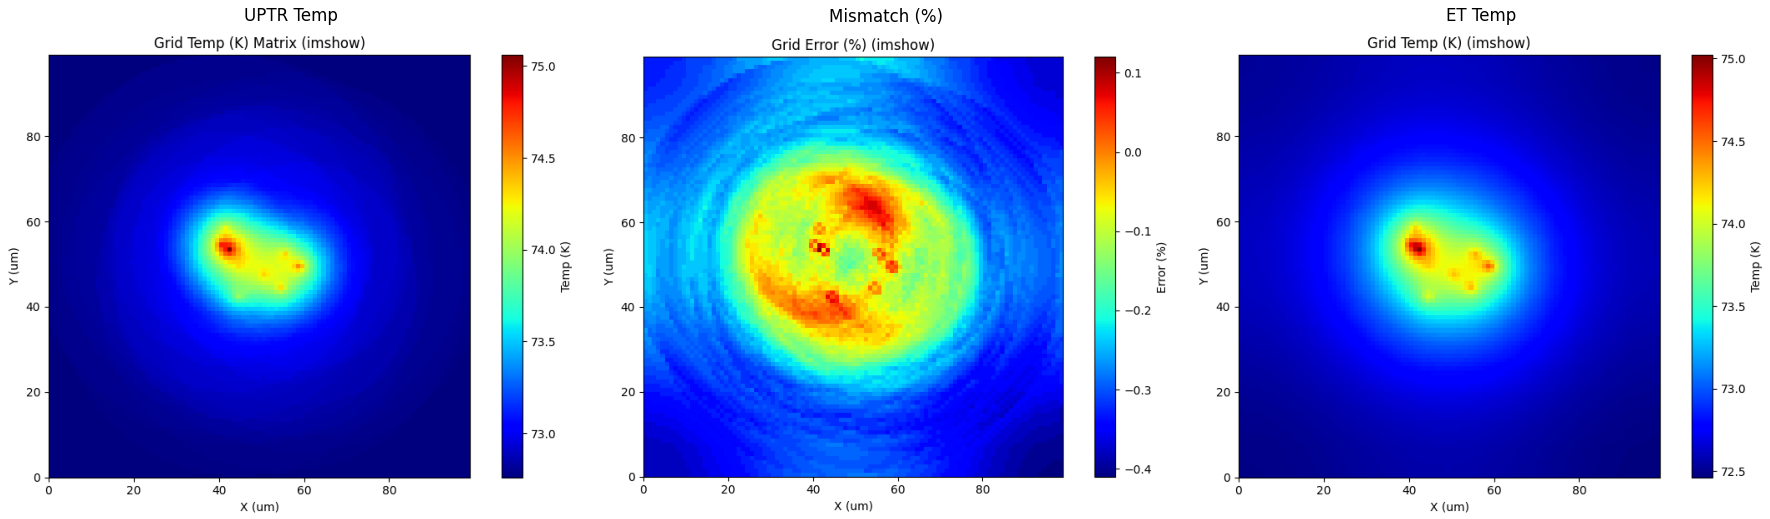 UPTR Temp
Grid Temp (K) Matrix (imshow)
80
60
40
20
0
0 20 40 60 80
Y (um)
X (um)
75.0
74.5
74.0
73.5
73.0
Temp (K)
Mismatch (%)
Grid Error (%) (imshow)
80
60
40
20
0
0 20 40 60 80
Y (um)
X (um)
0.1
0.0
−0.1
−0.2
−0.3
−0.4
Error (%)
ET Temp
Grid Temp (K) (imshow)
80
60
40
20
0
0 20 40 60 80
Y (um)
X (um)
75.0
74.5
74.0
73.5
73.0
72.5
Temp (K)